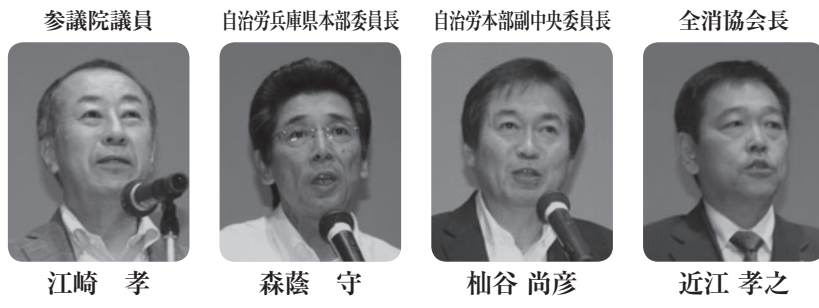 参議院議員
自治労兵庫県本部委員長
自治労本部副中央委員長
全消協会長
江崎　孝
森蔭　守
杣谷 尚彦
近江 孝之